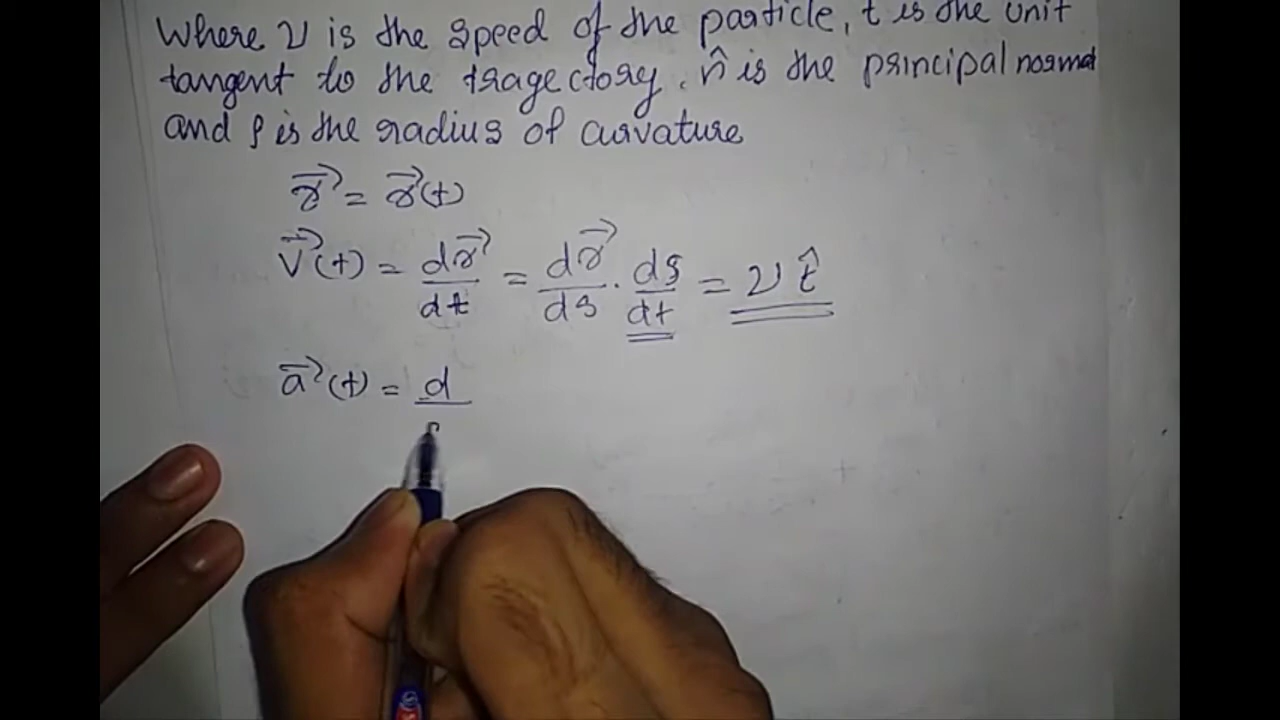 Where v is the speed of the particle, t is the unit
tangent to the tragectory. n̂ is the principal normal
and ρ is the radius of curvature
r⃗ = r⃗(t)
v⃗(t) = dr⃗/dt = dr⃗/ds · ds/dt = v t̂
a⃗(t) = d